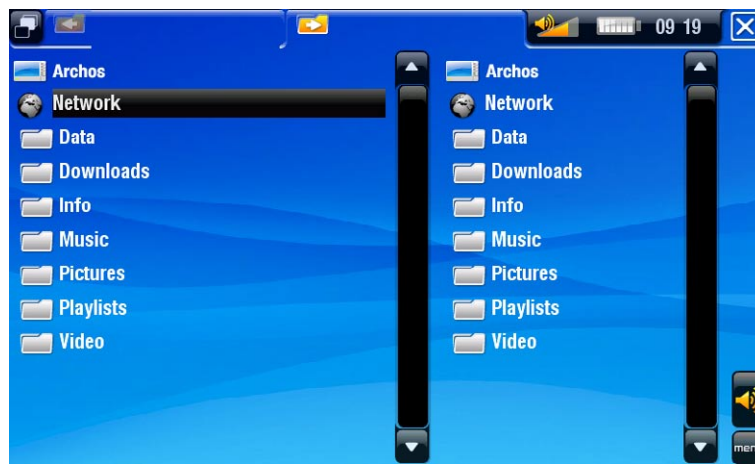 09 19
Archos
Network
Data
Downloads
Info
Music
Pictures
Playlists
Video
Archos
Network
Data
Downloads
Info
Music
Pictures
Playlists
Video